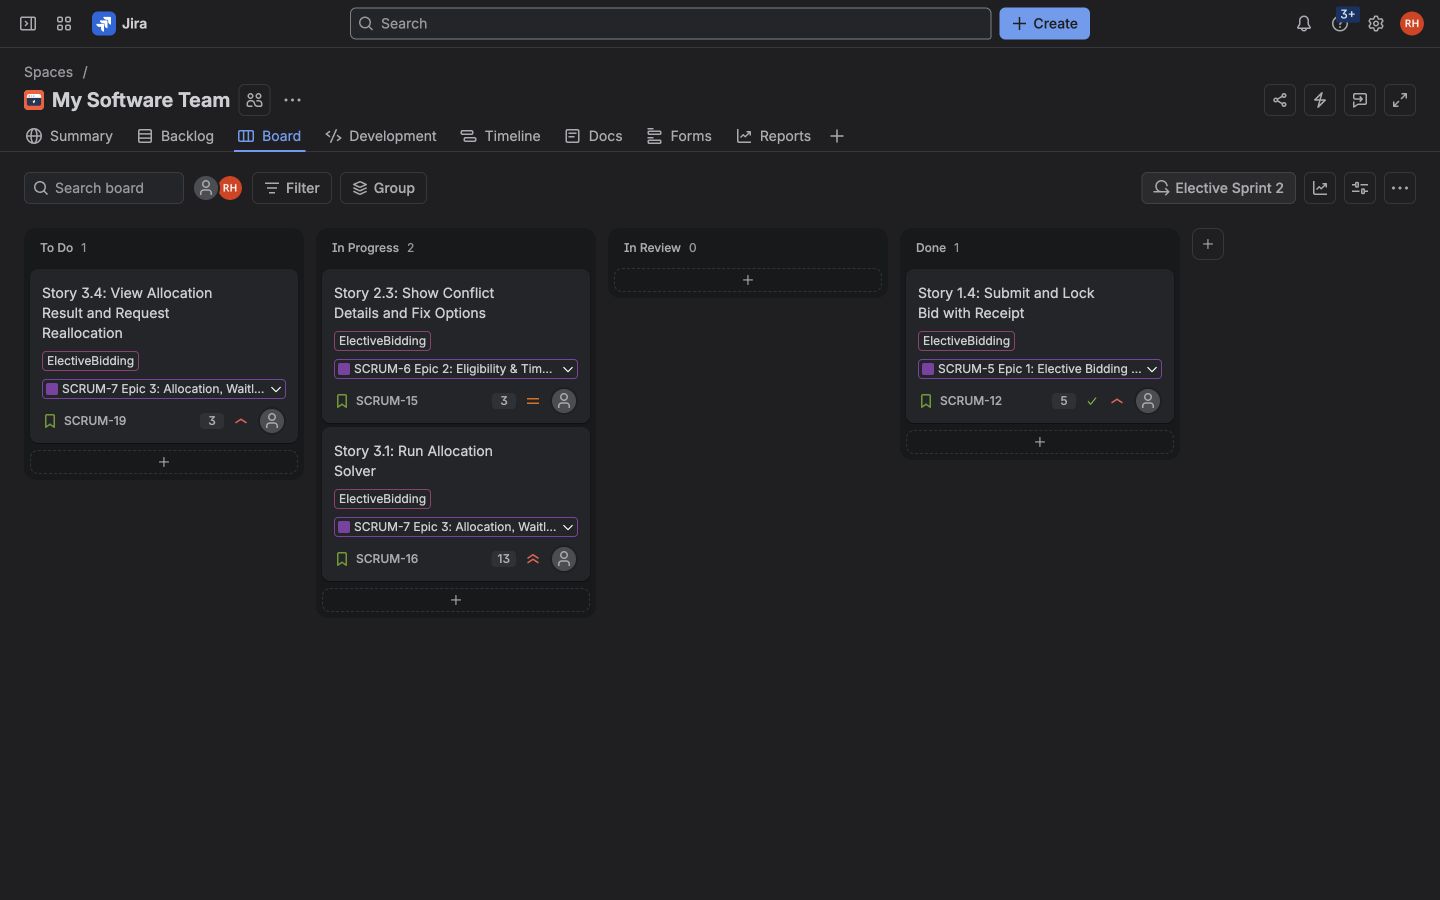 Jira
Search
Create
3+
RH
Spaces /
My Software Team
Summary
Backlog
Board
Development
Timeline
Docs
Forms
Reports
Search board
RH
Filter
Group
Elective Sprint 2
To Do 1
Story 3.4: View Allocation
Result and Request
Reallocation
ElectiveBidding
SCRUM-7 Epic 3: Allocation, Waitl...
SCRUM-19
3
In Progress 2
Story 2.3: Show Conflict
Details and Fix Options
ElectiveBidding
SCRUM-6 Epic 2: Eligibility & Tim...
SCRUM-15
3
Story 3.1: Run Allocation
Solver
ElectiveBidding
SCRUM-7 Epic 3: Allocation, Waitl...
SCRUM-16
13
In Review 0
Done 1
Story 1.4: Submit and Lock
Bid with Receipt
ElectiveBidding
SCRUM-5 Epic 1: Elective Bidding ...
SCRUM-12
5